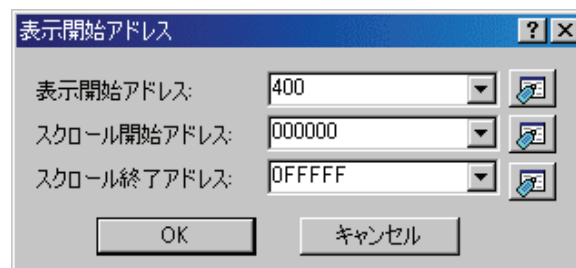 表示開始アドレス
表示開始アドレス: 400
スクロール開始アドレス: 000000
スクロール終了アドレス: 0FFFFF
OK キャンセル